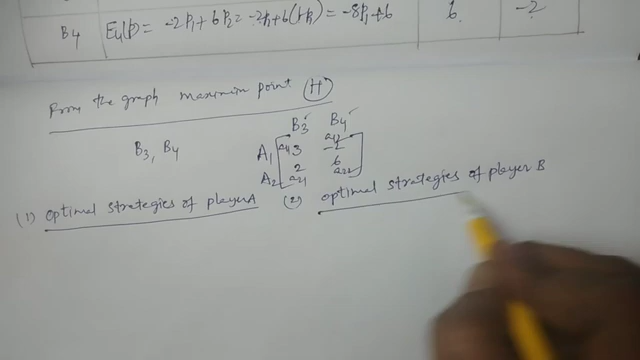 B4 E4(P) = -2P1 + 6P2 = -2P1 + 6(1-P1) = -8P1 + 6 6 -2
From the graph maximin point (H)
B3, B4
B3 B4
a11 a12
A1 3 -2
2 6
A2 a21 a22
(1) optimal strategies of player A (2) optimal strategies of player B